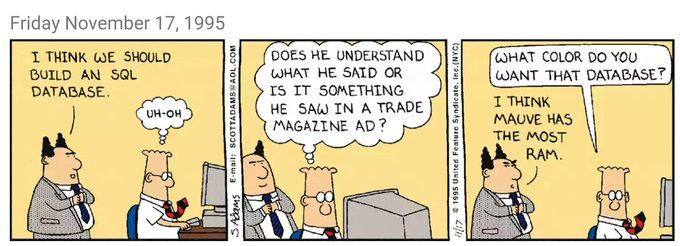 Friday November 17, 1995
I THINK WE SHOULD
BUILD AN SQL
DATABASE.
UH-OH
S. Adams E-mail: SCOTTADAMS@AOL.COM
DOES HE UNDERSTAND
WHAT HE SAID OR
IS IT SOMETHING
HE SAW IN A TRADE
MAGAZINE AD?
11/17 © 1995 United Feature Syndicate, Inc.(NYC)
WHAT COLOR DO YOU
WANT THAT DATABASE?
I THINK
MAUVE HAS
THE MOST
RAM.